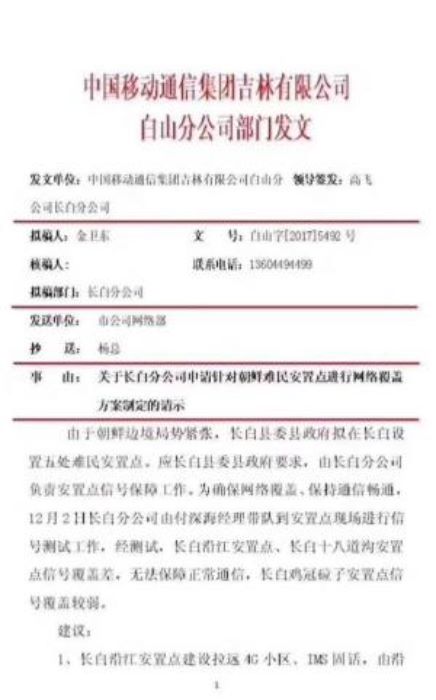 中国移动通信集团吉林有限公司
白山分公司部门发文
发文单位：中国移动通信集团吉林有限公司白山分 领导签发：高飞
公司长白分公司
拟稿人：金卫东 文 号：白山字[2017]5492 号
核稿人： 联系电话：13604494499
拟稿部门：长白分公司
发送单位： 市公司网络部
抄 送： 杨总
事 由： 关于长白分公司申请针对朝鲜难民安置点进行网络覆盖
方案制定的请示
由于朝鲜边境局势紧张，长白县委县政府拟在长白设
置五处难民安置点。应长白县委县政府要求，由长白分公司
负责安置点信号保障工作。为确保网络覆盖、保持通信畅通，
12月2日长白分公司由付深海经理带队到安置点现场进行信
号测试工作，经测试，长白沿江安置点、长白十八道沟安置
点信号覆盖差，无法保障正常通信，长白鸡冠砬子安置点信
号覆盖较弱。
建议：
1、长白沿江安置点建设拉远4G小区、IMS固话，由沿
1